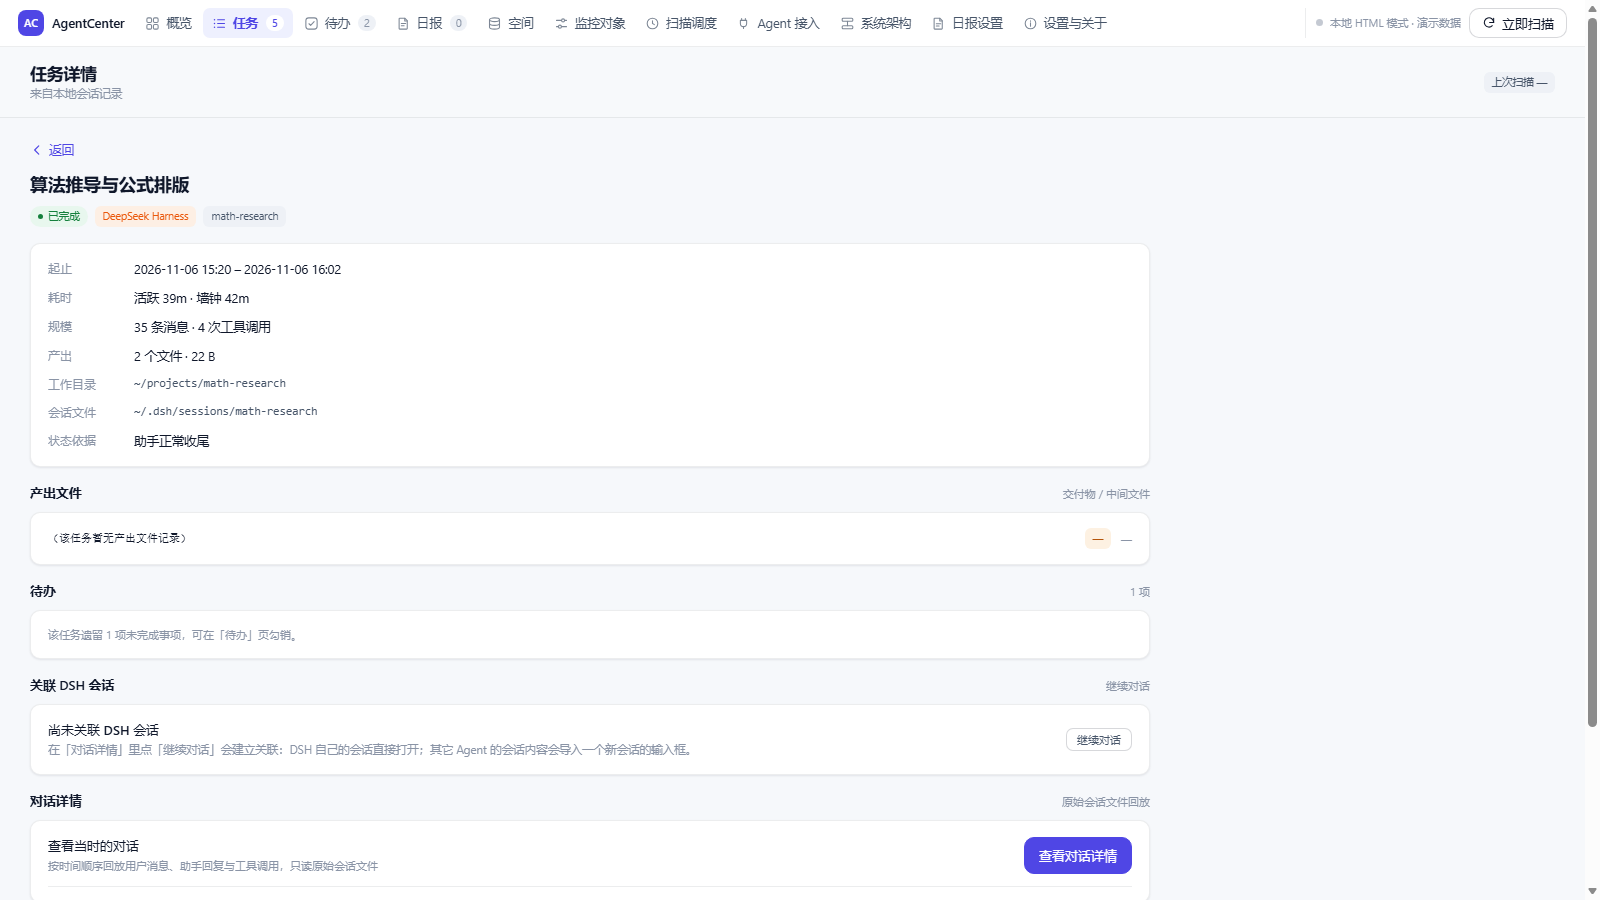 AC AgentCenter 概览 任务 5 待办 2 日报 0 空间 监控对象 扫描调度 Agent 接入 系统架构 日报设置 设置与关于 本地 HTML 模式 · 演示数据 立即扫描
任务详情
来自本地会话记录
上次扫描 —
返回
算法推导与公式排版
已完成 DeepSeek Harness math-research
起止 2026-11-06 15:20 – 2026-11-06 16:02
耗时 活跃 39m · 墙钟 42m
规模 35 条消息 · 4 次工具调用
产出 2 个文件 · 22 B
工作目录 ~/projects/math-research
会话文件 ~/.dsh/sessions/math-research
状态依据 助手正常收尾
产出文件 交付物 / 中间文件
（该任务暂无产出文件记录） — —
待办 1 项
该任务遗留 1 项未完成事项，可在「待办」页勾销。
关联 DSH 会话 继续对话
尚未关联 DSH 会话
在「对话详情」里点「继续对话」会建立关联：DSH 自己的会话直接打开；其它 Agent 的会话内容会导入一个新会话的输入框。
继续对话
对话详情 原始会话文件回放
查看当时的对话
按时间顺序回放用户消息、助手回复与工具调用，只读原始会话文件
查看对话详情